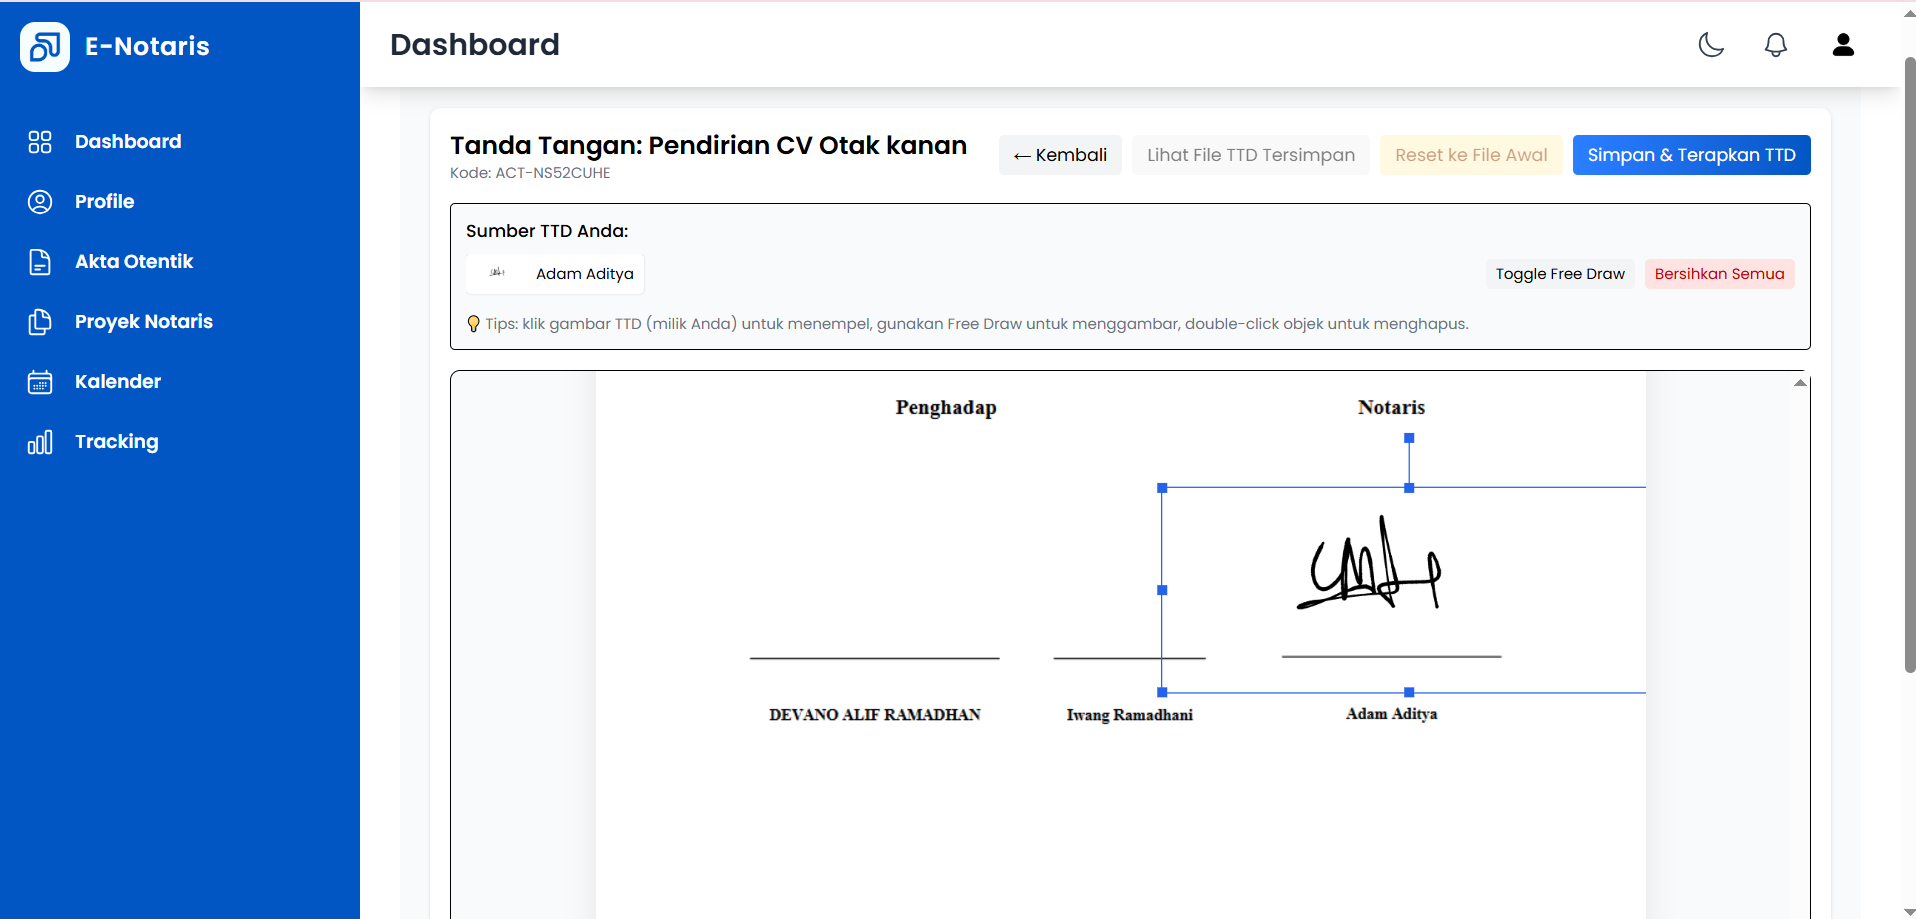 E-Notaris
Dashboard
Dashboard
Profile
Akta Otentik
Proyek Notaris
Kalender
Tracking
Tanda Tangan: Pendirian CV Otak kanan
Kode: ACT-NS52CUHE
← Kembali
Lihat File TTD Tersimpan
Reset ke File Awal
Simpan & Terapkan TTD
Sumber TTD Anda:
Adam Aditya
Toggle Free Draw
Bersihkan Semua
Tips: klik gambar TTD (milik Anda) untuk menempel, gunakan Free Draw untuk menggambar, double-click objek untuk menghapus.
Penghadap
Notaris
DEVANO ALIF RAMADHAN
Iwang Ramadhani
Adam Aditya